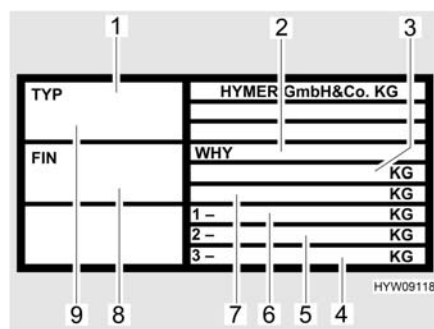 1 2 3
TYP HYMER GmbH&Co. KG
FIN WHY
KG
KG
1 – KG
2 – KG
3 – KG
HYW09118
9 8 7 6 5 4